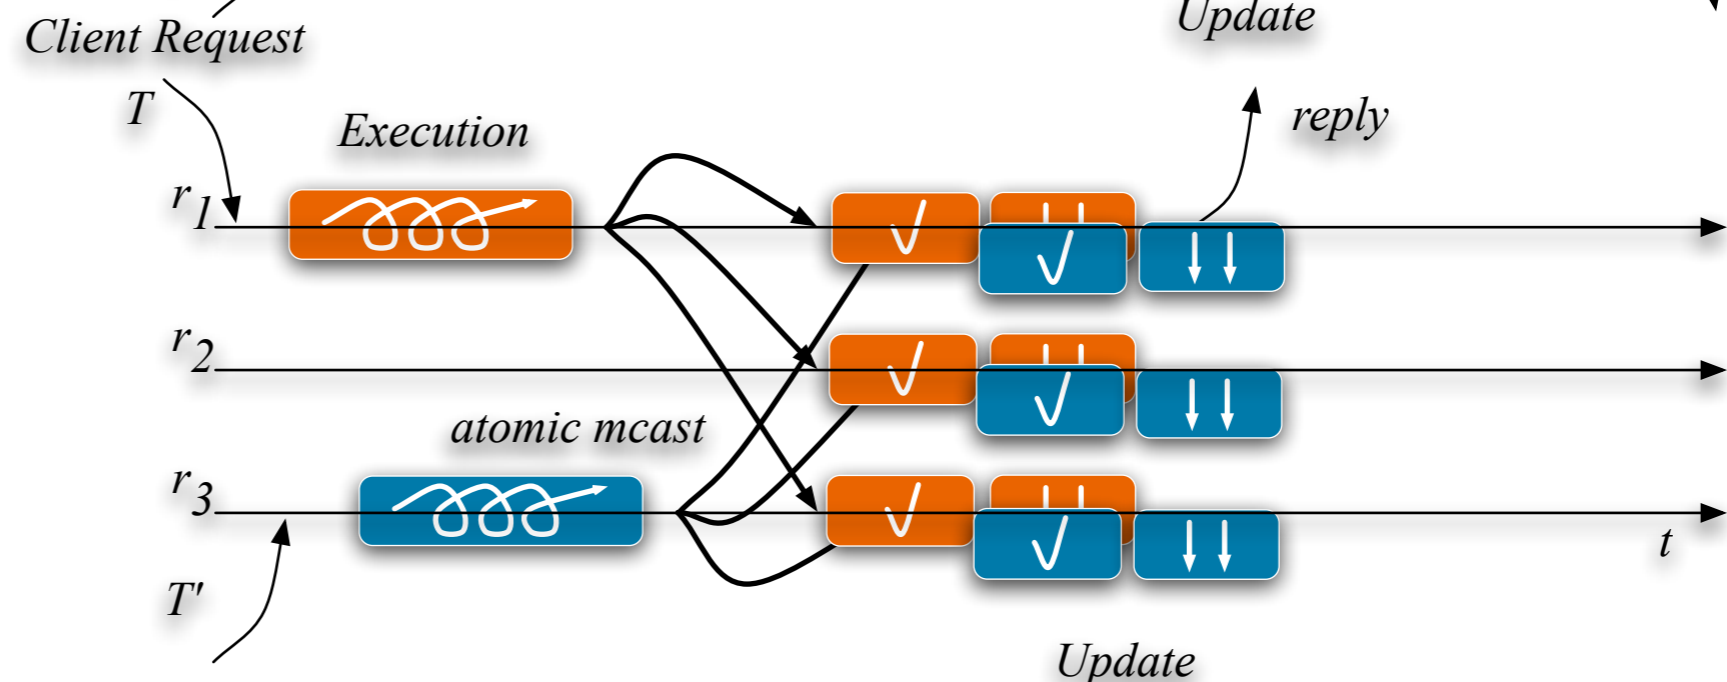 Update
Client Request
T
Execution
reply
r1
r2
atomic mcast
r3
t
T'
Update